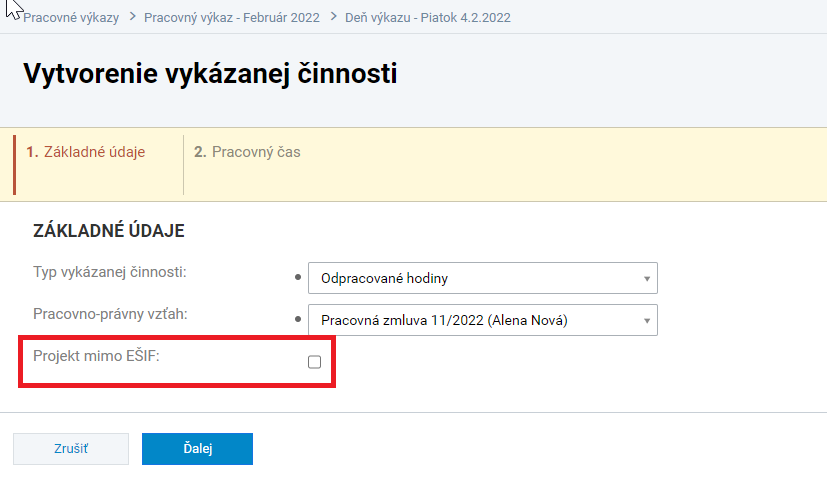 Pracovné výkazy > Pracovný výkaz - Február 2022 > Deň výkazu - Piatok 4.2.2022
Vytvorenie vykázanej činnosti
1. Základné údaje 2. Pracovný čas
ZÁKLADNÉ ÚDAJE
Typ vykázanej činnosti: Odpracované hodiny
Pracovno-právny vzťah: Pracovná zmluva 11/2022 (Alena Nová)
Projekt mimo EŠIF:
Zrušiť Ďalej